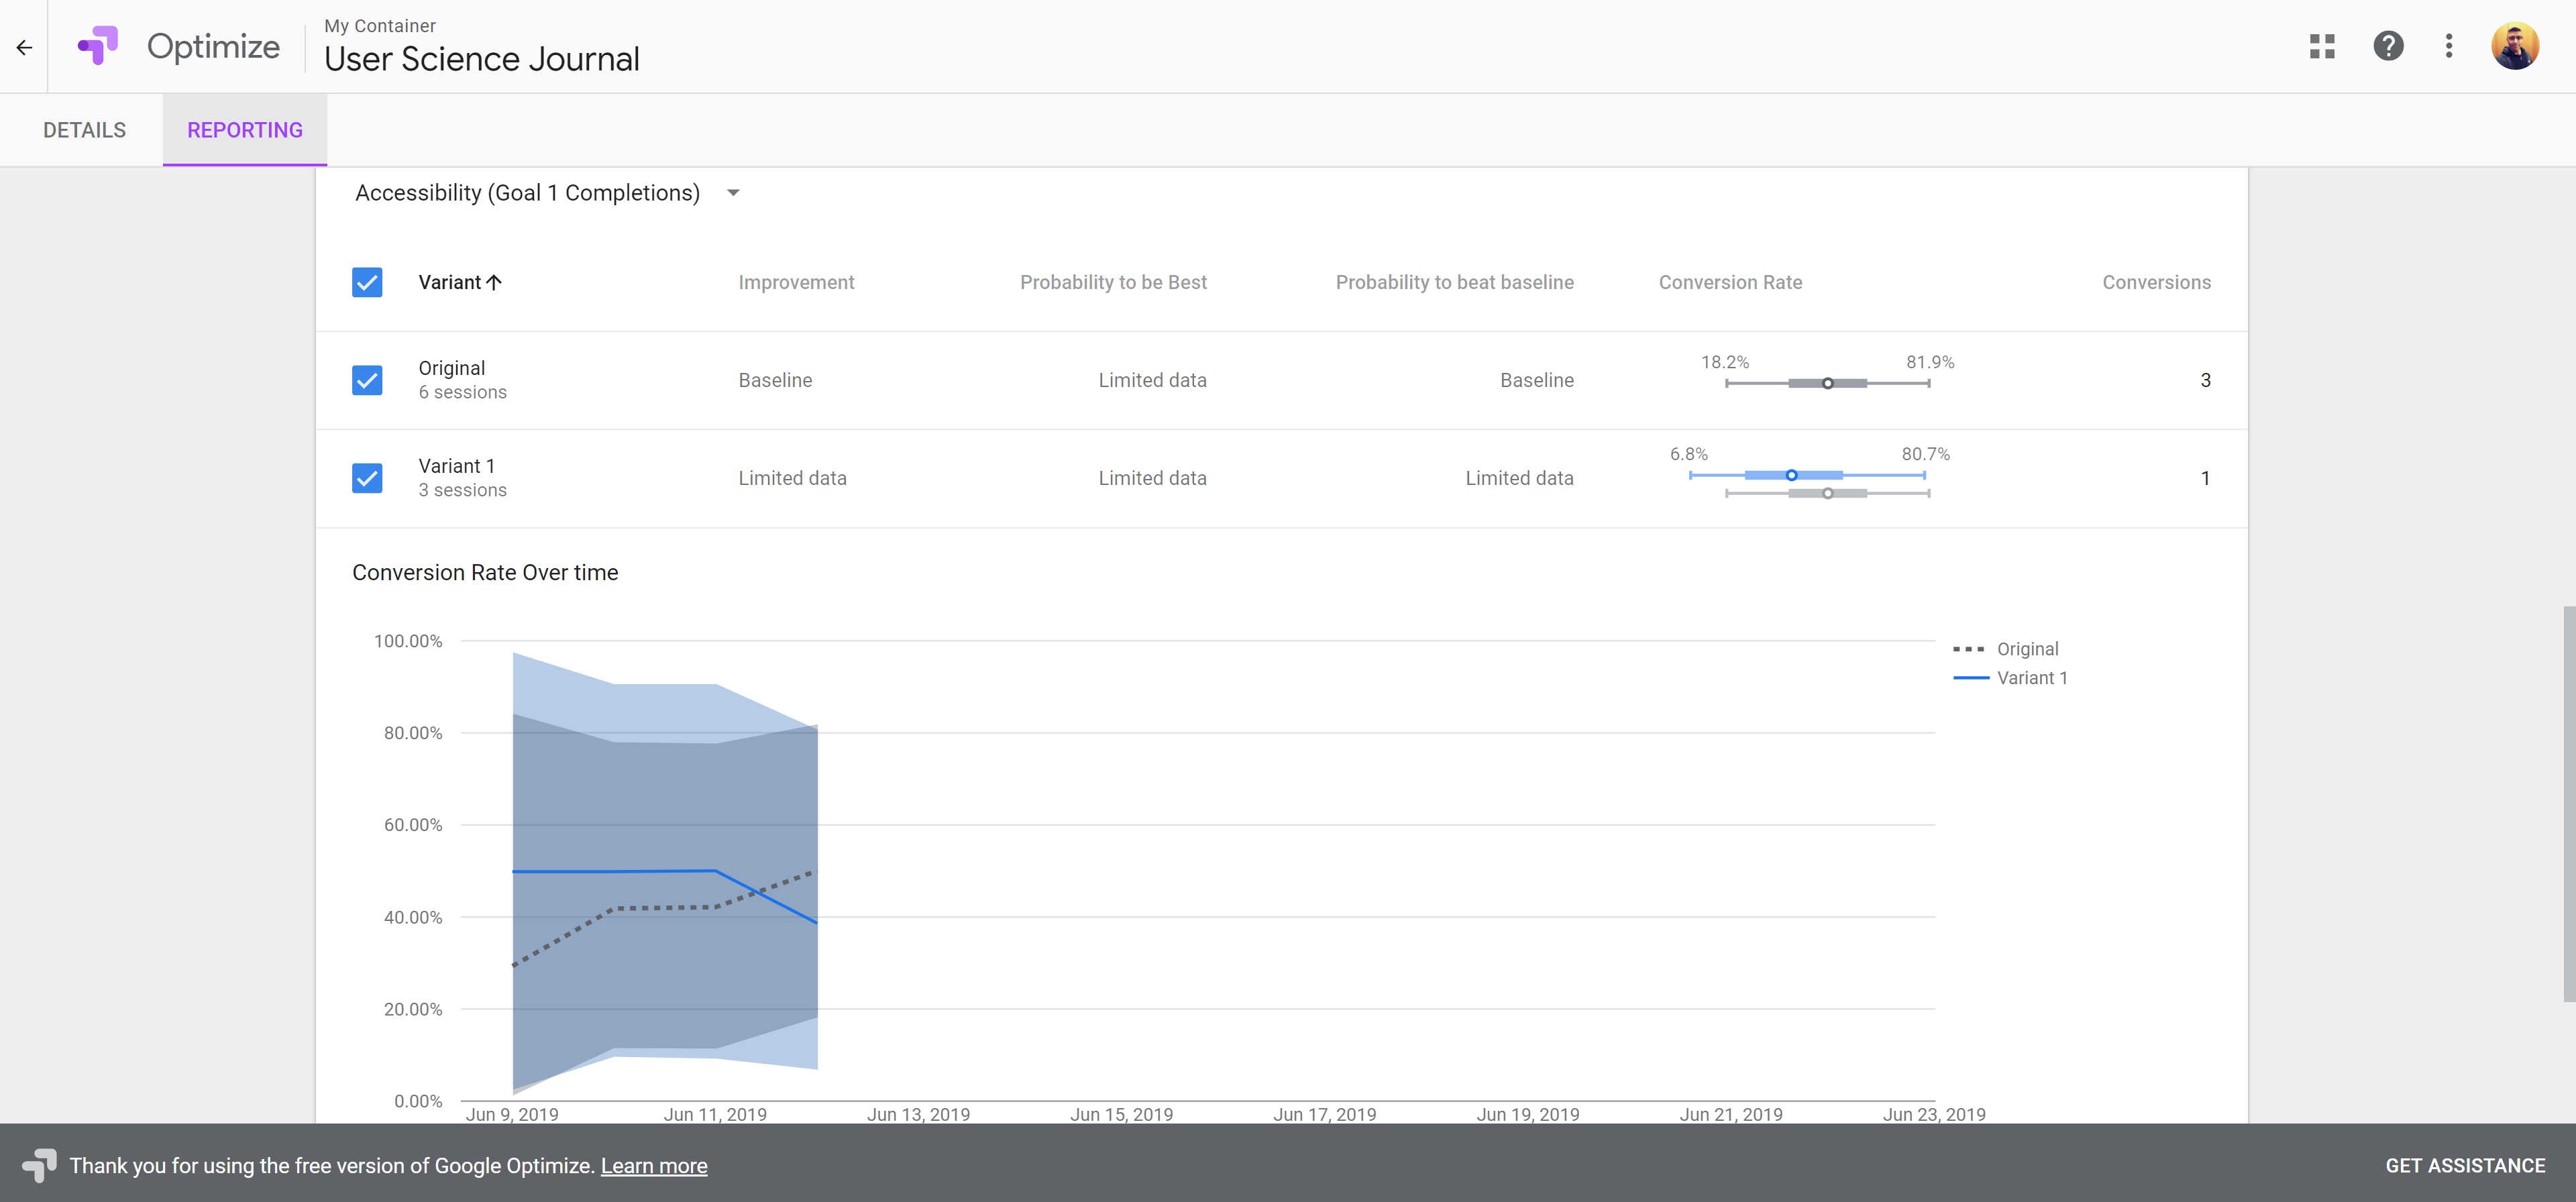 Optimize
My Container
User Science Journal
DETAILS
REPORTING
Accessibility (Goal 1 Completions)
Variant Improvement Probability to be Best Probability to beat baseline Conversion Rate Conversions
Original
6 sessions
Baseline Limited data Baseline 18.2% 81.9% 3
Variant 1
3 sessions
Limited data Limited data Limited data 6.8% 80.7% 1
Conversion Rate Over time
100.00%
80.00%
60.00%
40.00%
20.00%
0.00%
Original
Variant 1
Jun 9, 2019 Jun 11, 2019 Jun 13, 2019 Jun 15, 2019 Jun 17, 2019 Jun 19, 2019 Jun 21, 2019 Jun 23, 2019
Thank you for using the free version of Google Optimize. Learn more
GET ASSISTANCE